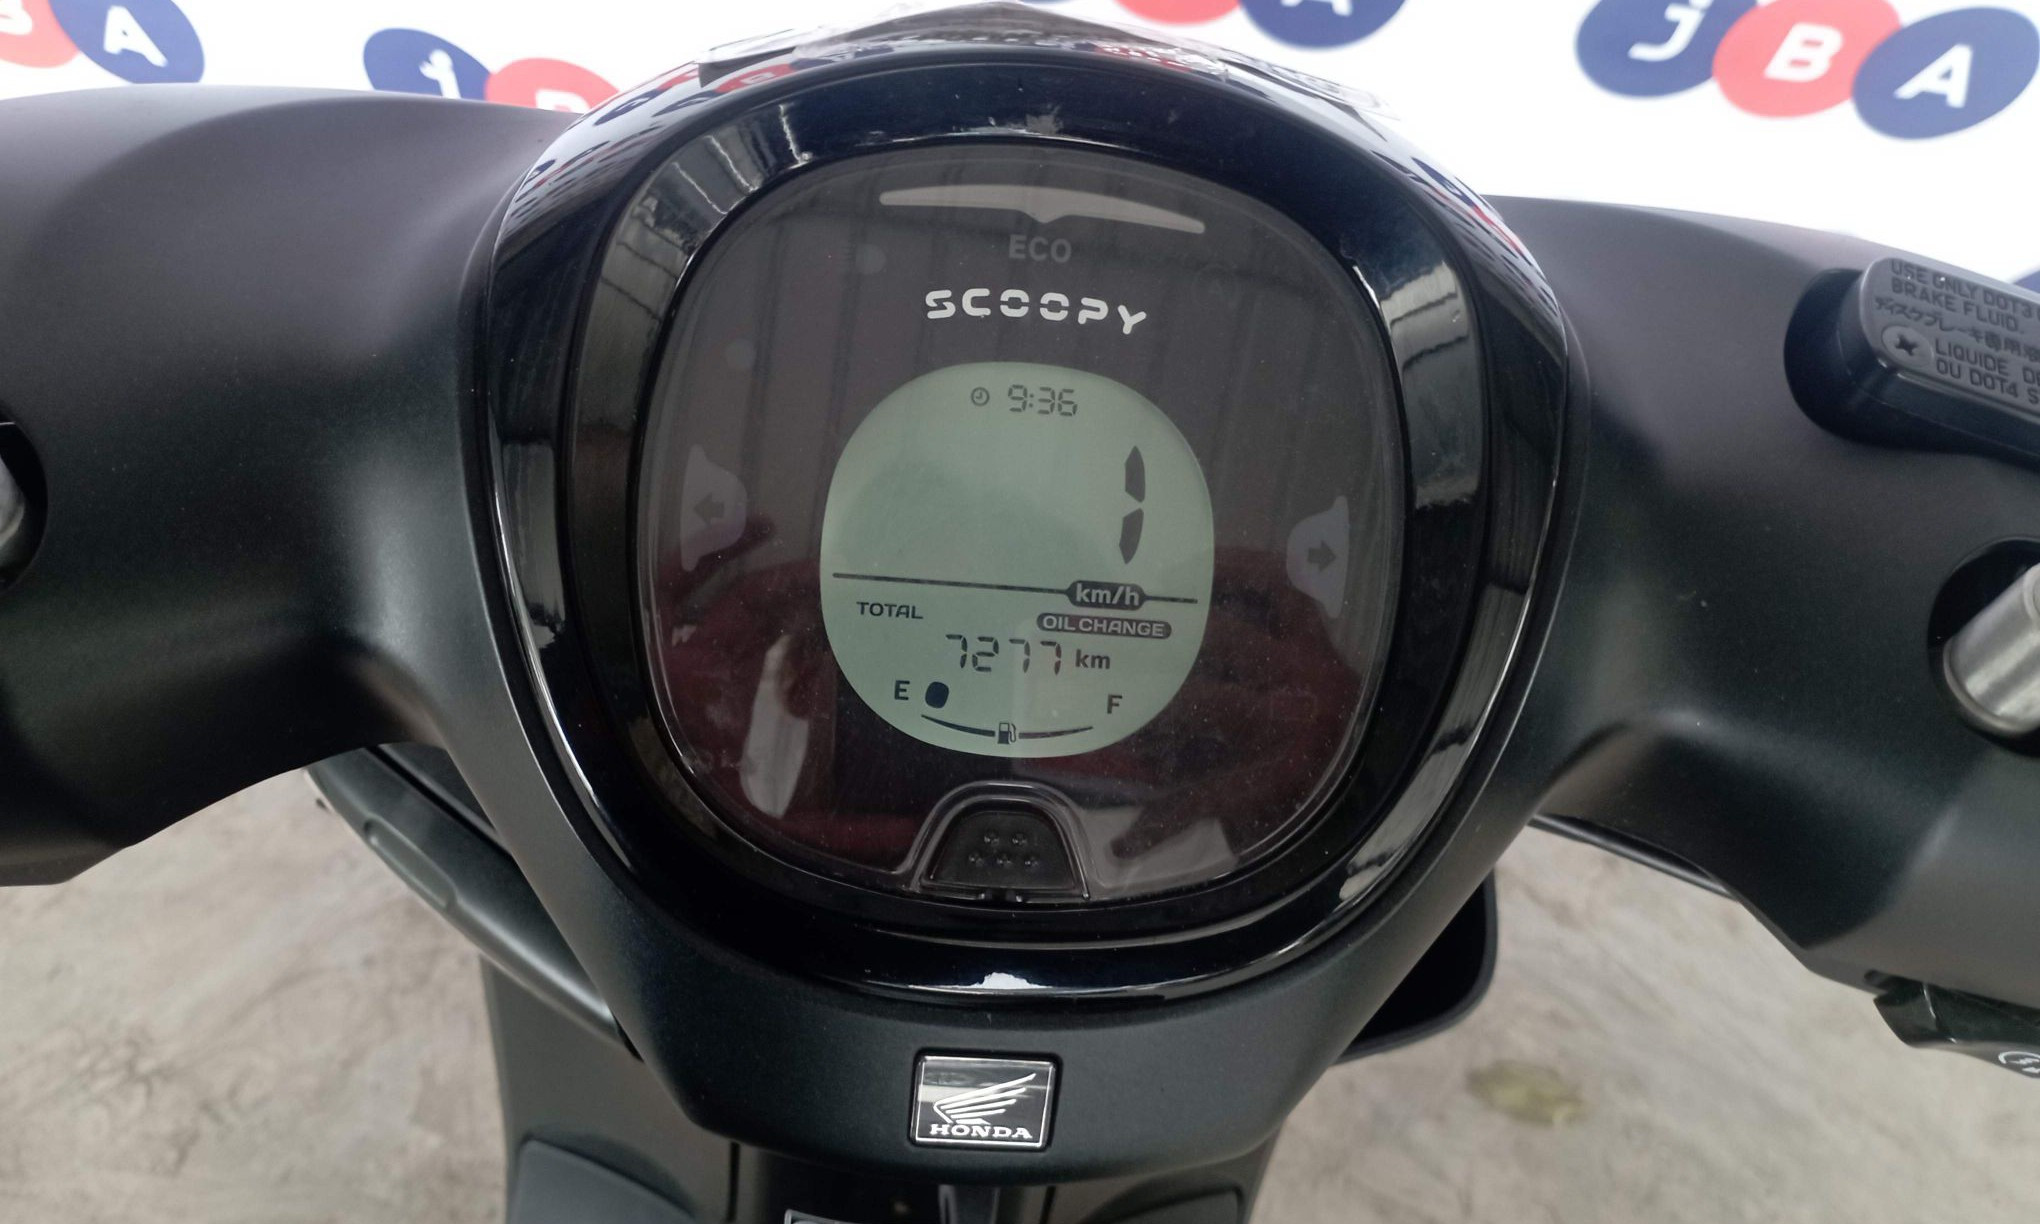 B A
J B
J B A
ECO
SCOOPY
9:36
1
km/h
TOTAL
OIL CHANGE
7277 km
E F
HONDA
USE ONLY DOT3
BRAKE FLUID.
LIQUIDE
OU DOT4